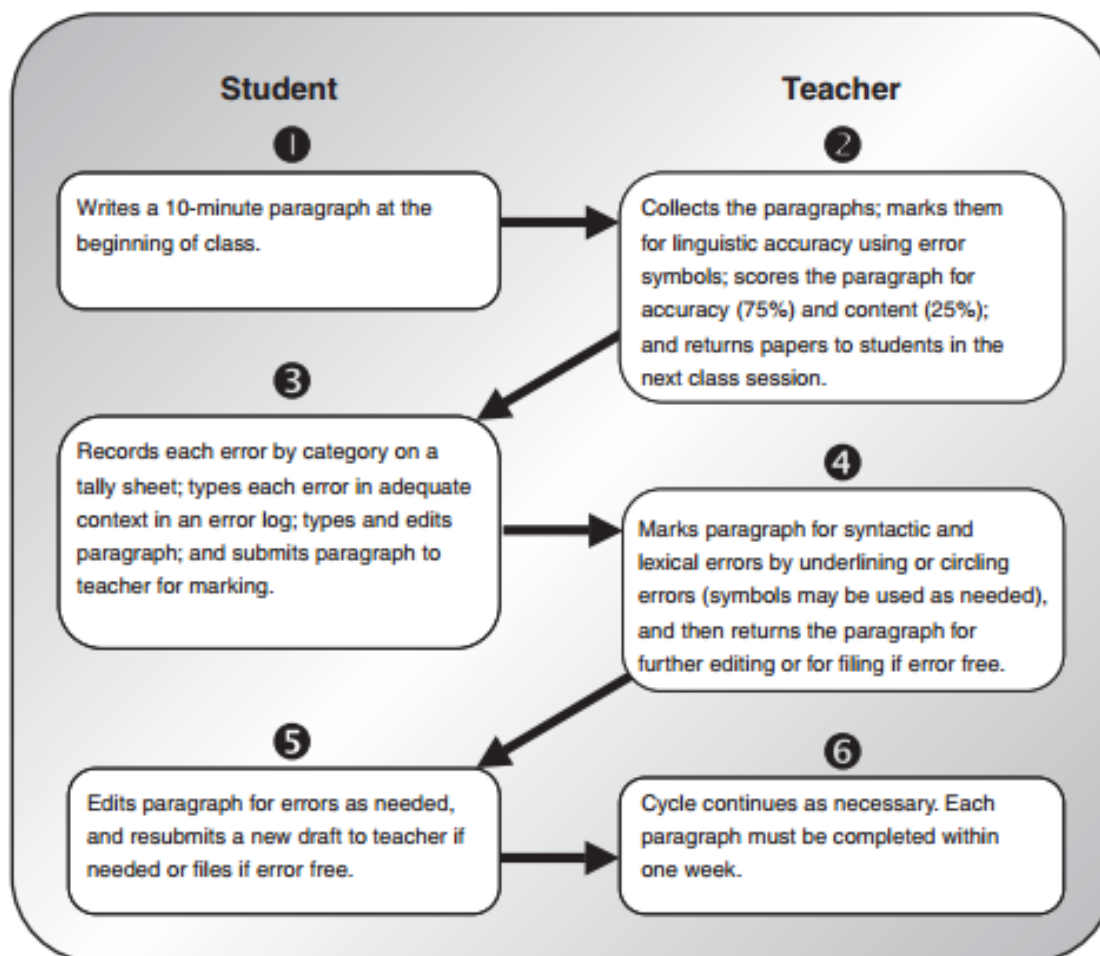 Student
Teacher
1
Writes a 10-minute paragraph at the
beginning of class.
2
Collects the paragraphs; marks them
for linguistic accuracy using error
symbols; scores the paragraph for
accuracy (75%) and content (25%);
and returns papers to students in the
next class session.
3
Records each error by category on a
tally sheet; types each error in adequate
context in an error log; types and edits
paragraph; and submits paragraph to
teacher for marking.
4
Marks paragraph for syntactic and
lexical errors by underlining or circling
errors (symbols may be used as needed),
and then returns the paragraph for
further editing or for filing if error free.
5
Edits paragraph for errors as needed,
and resubmits a new draft to teacher if
needed or files if error free.
6
Cycle continues as necessary. Each
paragraph must be completed within
one week.